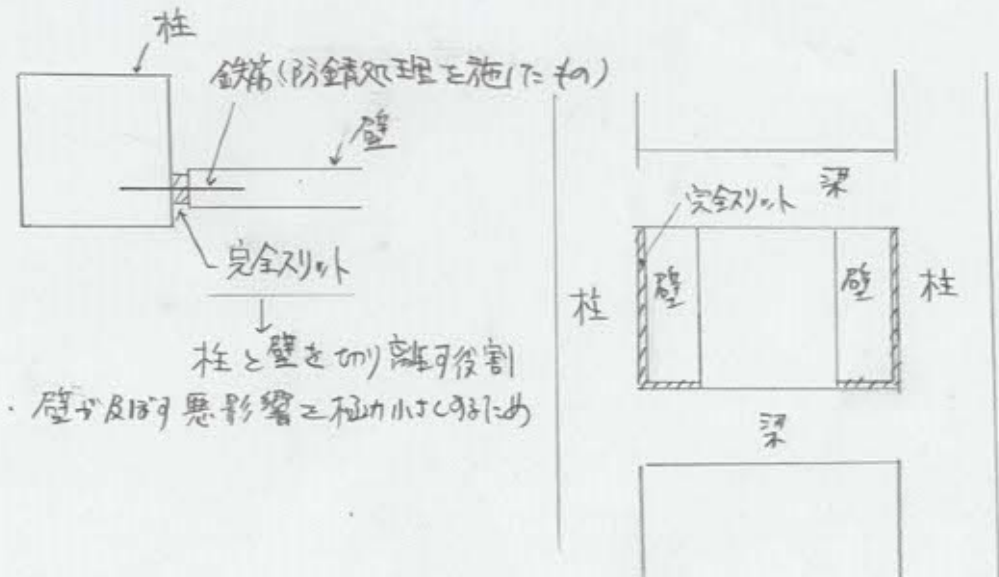 柱
鉄筋(防錆処理を施したもの)
壁
完全スリット
柱と壁を切り離す役割
・壁が及ぼす悪影響を極力小さくするため
梁
完全スリット
柱
壁
壁
柱
梁